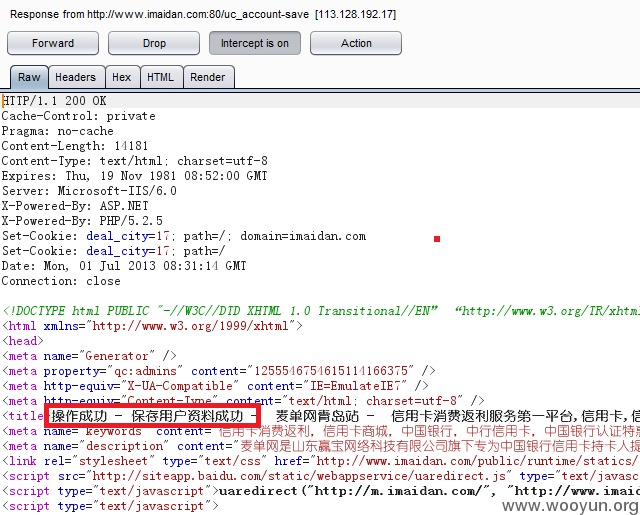 Response from http://www.imaidan.com:80/uc_account-save [113.128.192.17]
Forward Drop Intercept is on Action
Raw Headers Hex HTML Render
HTTP/1.1 200 OK
Cache-Control: private
Pragma: no-cache
Content-Length: 14181
Content-Type: text/html; charset=utf-8
Expires: Thu, 19 Nov 1981 08:52:00 GMT
Server: Microsoft-IIS/6.0
X-Powered-By: ASP.NET
X-Powered-By: PHP/5.2.5
Set-Cookie: deal_city=17; path=/; domain=imaidan.com
Set-Cookie: deal_city=17; path=/
Date: Mon, 01 Jul 2013 08:31:14 GMT
Connection: close
<!DOCTYPE html PUBLIC "-//W3C//DTD XHTML 1.0 Transitional//EN" "http://www.w3.org/TR/xhtml
<html xmlns="http://www.w3.org/1999/xhtml">
<head>
<meta name="Generator" />
<meta property="qc:admins" content="1255546754615114166375" />
<meta http-equiv="X-UA-Compatible" content="IE=EmulateIE7" />
<meta http-equiv="Content-Type" content="text/html; charset=utf-8" />
<title>操作成功 - 保存用户资料成功 - 麦单网青岛站 - 信用卡消费返利服务第一平台,信用卡,信
<meta name="keywords" content="信用卡消费返利, 信用卡商城, 中国银行, 中行信用卡, 中国银行认证特惠
<meta name="description" content="麦单网是山东赢宝网络科技有限公司旗下专为中国银行信用卡持卡人提
<link rel="stylesheet" type="text/css" href="http://www.imaidan.com/public/runtime/statics/
<script src="http://siteapp.baidu.com/static/webappservice/uaredirect.js" type="text/javasc
<script type="text/javascript">uaredirect("http://m.imaidan.com/", "http://www.imaida
<script type="text/javascript">
www.wooyun.org